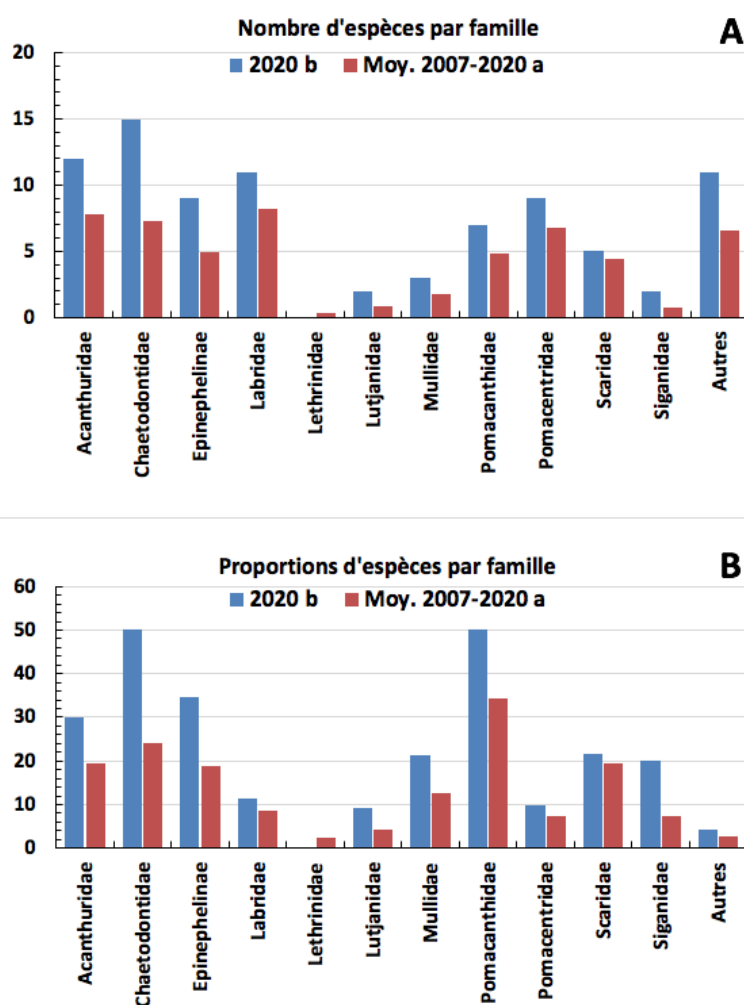 Nombre d'espèces par famille
A
2020 b
Moy. 2007-2020 a
20
15
10
5
0
Acanthuridae
Chaetodontidae
Epinephelinae
Labridae
Lethrinidae
Lutjanidae
Mullidae
Pomacanthidae
Pomacentridae
Scaridae
Siganidae
Autres
Proportions d'espèces par famille
B
2020 b
Moy. 2007-2020 a
60
50
40
30
20
10
0
Acanthuridae
Chaetodontidae
Epinephelinae
Labridae
Lethrinidae
Lutjanidae
Mullidae
Pomacanthidae
Pomacentridae
Scaridae
Siganidae
Autres